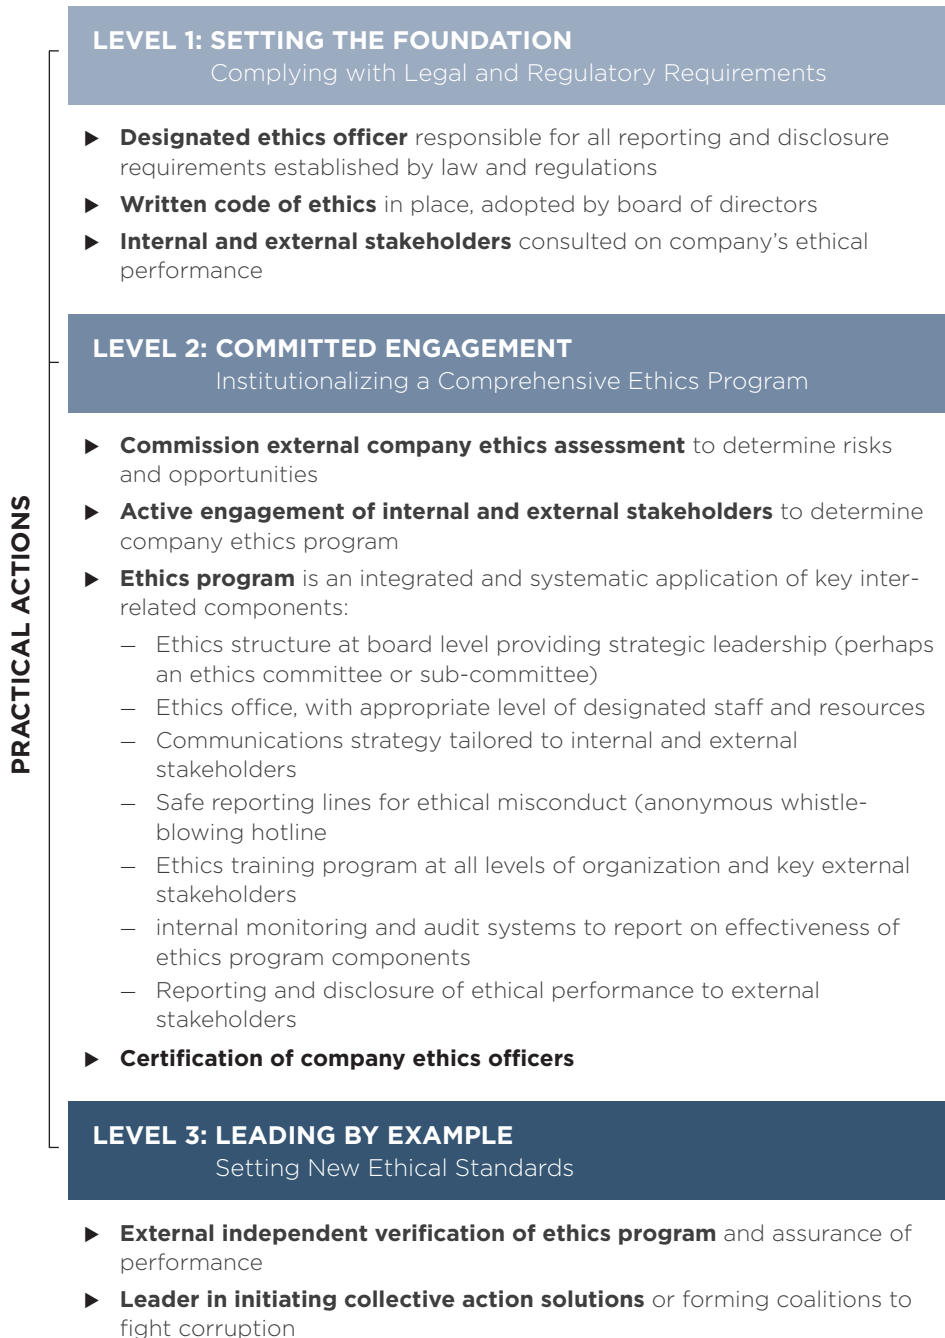 LEVEL 1: SETTING THE FOUNDATION
Complying with Legal and Regulatory Requirements
▶ Designated ethics officer responsible for all reporting and disclosure
requirements established by law and regulations
▶ Written code of ethics in place, adopted by board of directors
▶ Internal and external stakeholders consulted on company’s ethical
performance
LEVEL 2: COMMITTED ENGAGEMENT
Institutionalizing a Comprehensive Ethics Program
▶ Commission external company ethics assessment to determine risks
and opportunities
▶ Active engagement of internal and external stakeholders to determine
company ethics program
▶ Ethics program is an integrated and systematic application of key inter-
related components:
— Ethics structure at board level providing strategic leadership (perhaps
an ethics committee or sub-committee)
— Ethics office, with appropriate level of designated staff and resources
— Communications strategy tailored to internal and external
stakeholders
— Safe reporting lines for ethical misconduct (anonymous whistle-
blowing hotline
— Ethics training program at all levels of organization and key external
stakeholders
— internal monitoring and audit systems to report on effectiveness of
ethics program components
— Reporting and disclosure of ethical performance to external
stakeholders
▶ Certification of company ethics officers
LEVEL 3: LEADING BY EXAMPLE
Setting New Ethical Standards
▶ External independent verification of ethics program and assurance of
performance
▶ Leader in initiating collective action solutions or forming coalitions to
fight corruption
PRACTICAL ACTIONS